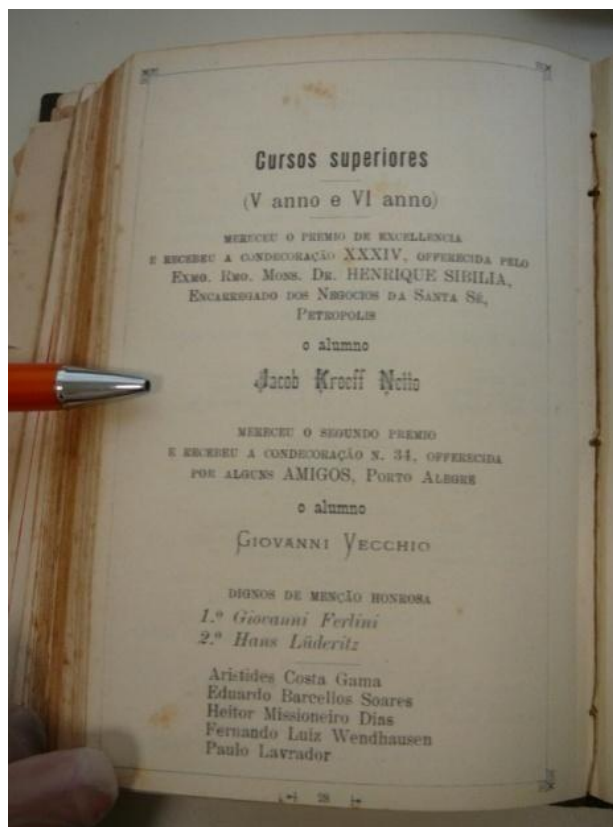 Cursos superiores
(V anno e VI anno)
MERECEU O PREMIO DE EXCELLENCIA
E RECEBEU A CONDECORAÇÃO XXXIV, OFFERECIDA PELO
EXMO. RMO. MONS. DR. HENRIQUE SIBILIA,
ENCARREGADO DOS NEGOCIOS DA SANTA SÉ,
PETROPOLIS
o alumno
Jacob Kroeff Netto
MERECEU O SEGUNDO PREMIO
E RECEBEU A CONDECORAÇÃO N. 34, OFFERECIDA
POR ALGUNS AMIGOS, PORTO ALEGRE
o alumno
GIOVANNI VECCHIO
DIGNOS DE MENÇÃO HONROSA
1.º Giovanni Ferlini
2.º Hans Lüderitz
Aristides Costa Gama
Eduardo Barcellos Soares
Heitor Missioneiro Dias
Fernando Luiz Wendhausen
Paulo Lavrador
28